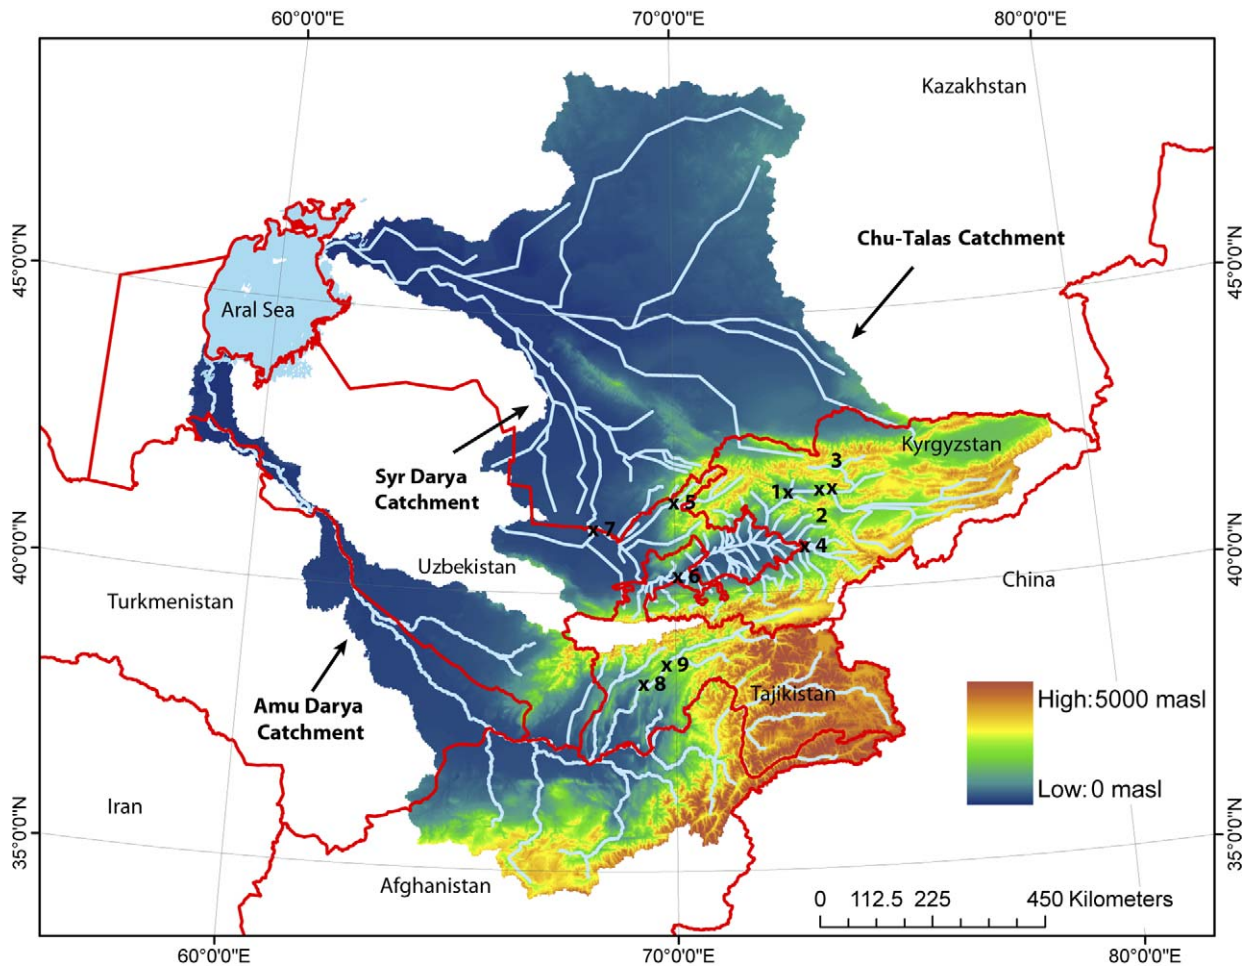 60°0'0"E
70°0'0"E
80°0'0"E
Kazakhstan
45°0'0"N
45°0'0"N
Chu-Talas Catchment
Aral Sea
Kyrgyzstan
3
Syr Darya
Catchment
1x
xx
x 5
2
x 7
x 4
40°0'0"N
40°0'0"N
Uzbekistan
x 6
China
Turkmenistan
x 9
x 8
Tajikistan
High: 5000 masl
Amu Darya
Catchment
Low: 0 masl
Iran
35°0'0"N
35°0'0"N
Afghanistan
0 112.5 225 450 Kilometers
60°0'0"E
70°0'0"E
80°0'0"E